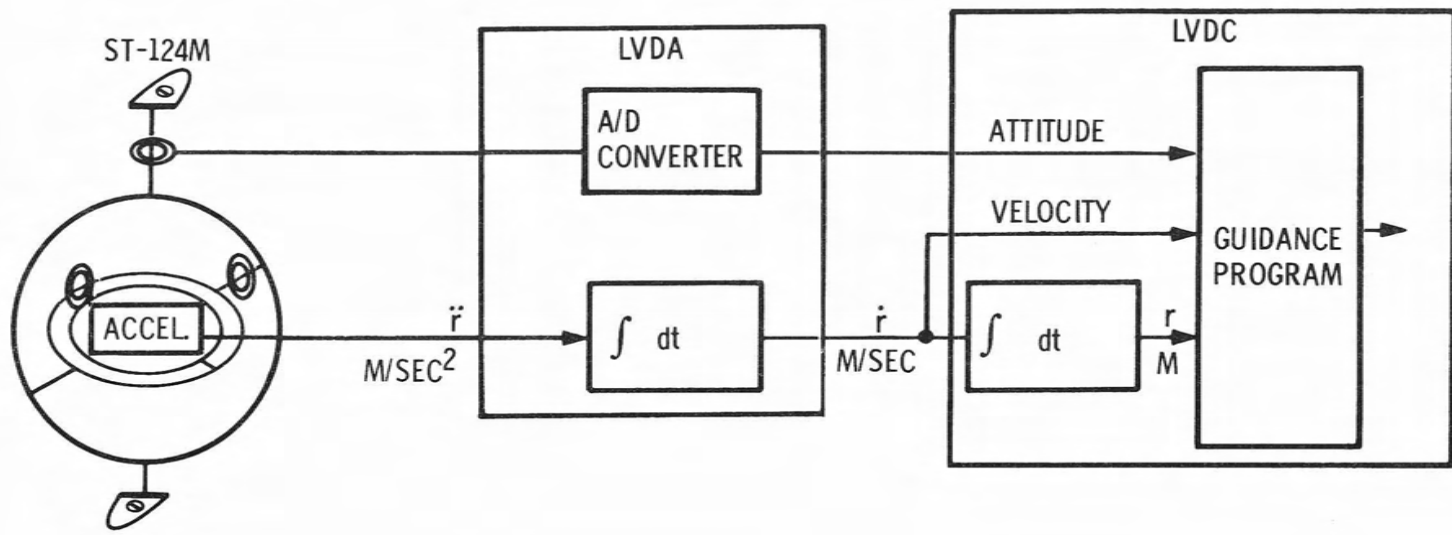 ST-124M
LVDA
LVDC
A/D
CONVERTER
ATTITUDE
VELOCITY
GUIDANCE
PROGRAM
ACCEL.
r̈
M/SEC²
∫ dt
ṙ
M/SEC
∫ dt
r
M